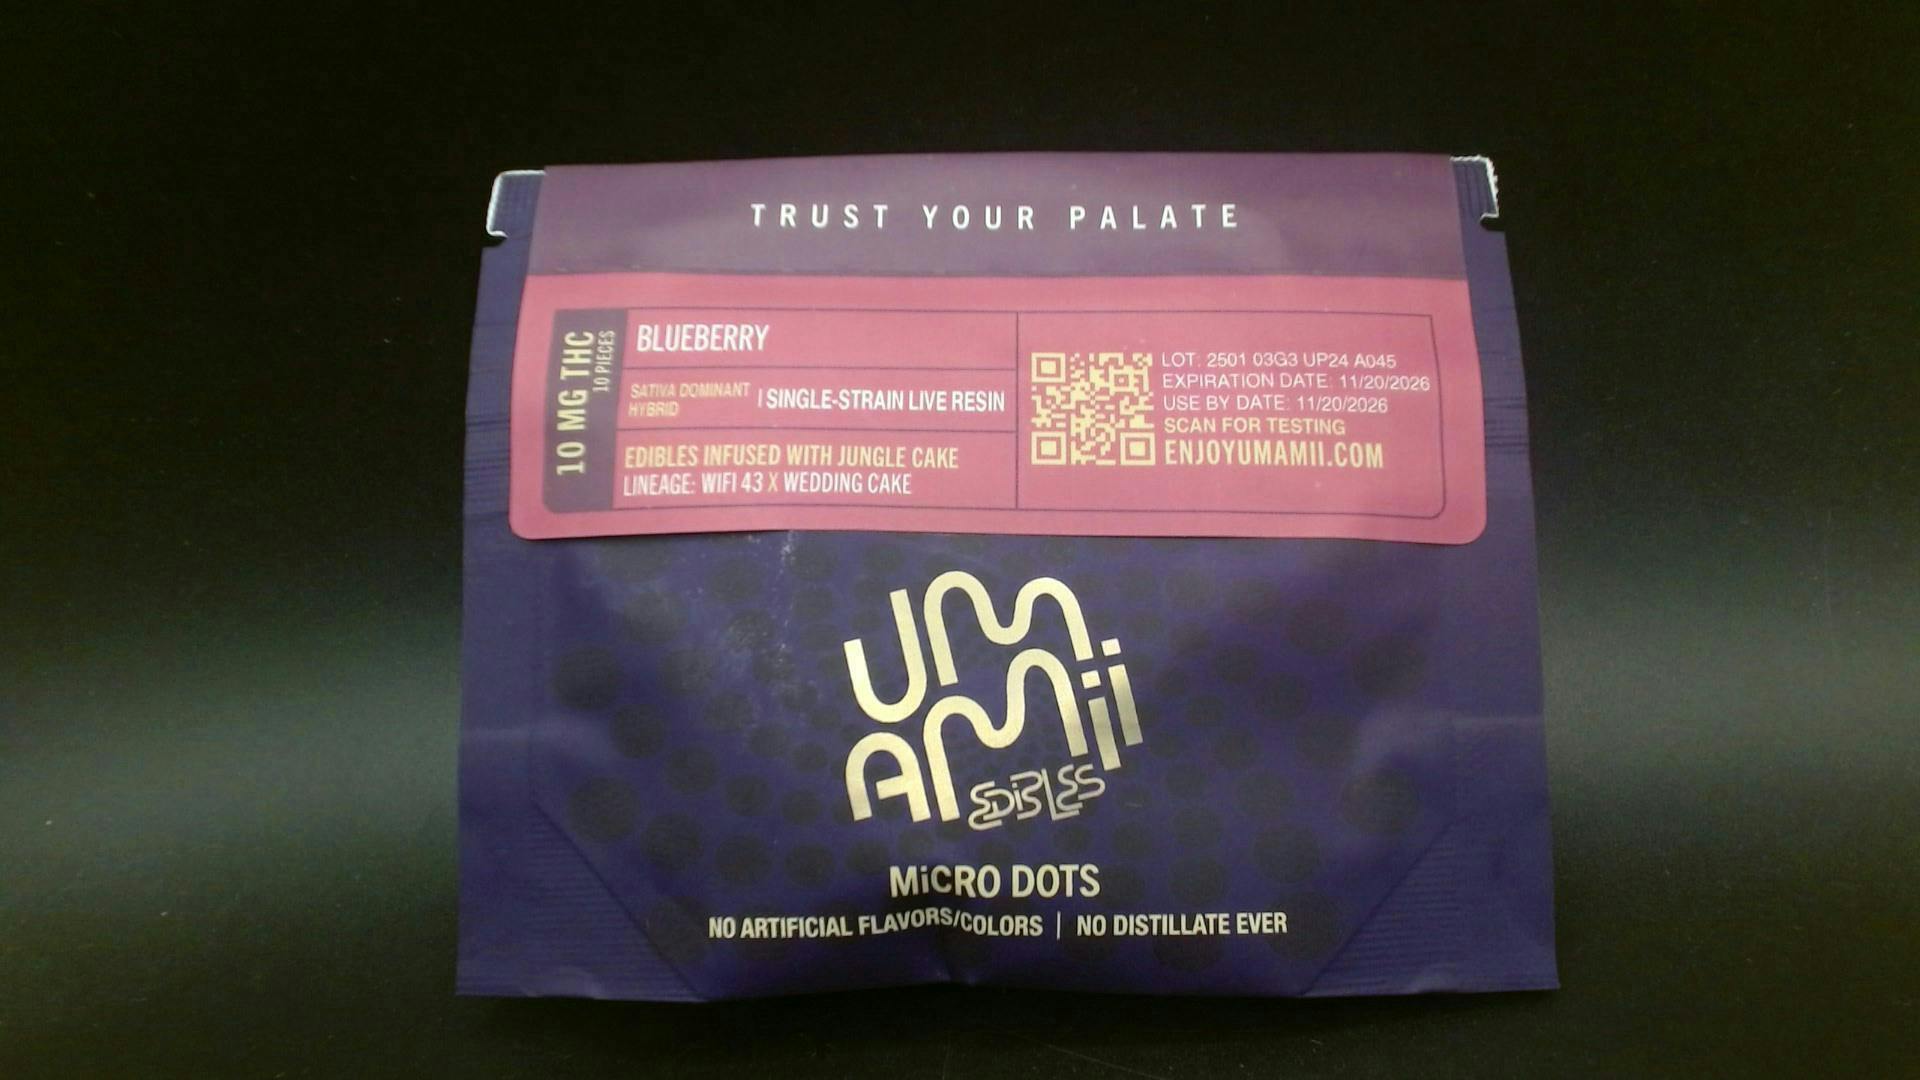 TRUST YOUR PALATE
10 MG THC
10 PIECES
BLUEBERRY
SATIVA DOMINANT
HYBRID
| SINGLE-STRAIN LIVE RESIN
EDIBLES INFUSED WITH JUNGLE CAKE
LINEAGE: WIFI 43 X WEDDING CAKE
LOT: 2501 03G3 UP24 A045
EXPIRATION DATE: 11/20/2026
USE BY DATE: 11/20/2026
SCAN FOR TESTING
ENJOYUMAMII.COM
UM
AMii
EDiBLES
MiCRO DOTS
NO ARTIFICIAL FLAVORS/COLORS | NO DISTILLATE EVER